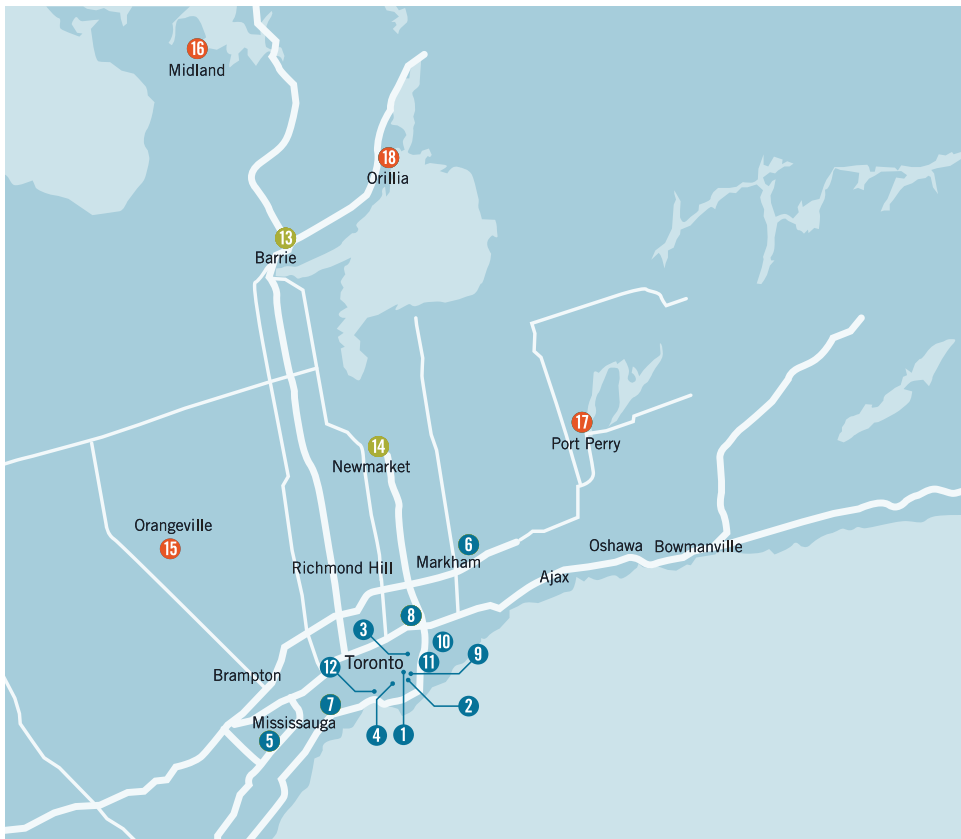 16
Midland
18
Orillia
13
Barrie
17
Port Perry
14
Newmarket
Orangeville
15
6
Markham
Oshawa
Bowmanville
Richmond Hill
Ajax
8
3
10
Toronto
11
9
12
Brampton
7
2
Mississauga
5
4
1